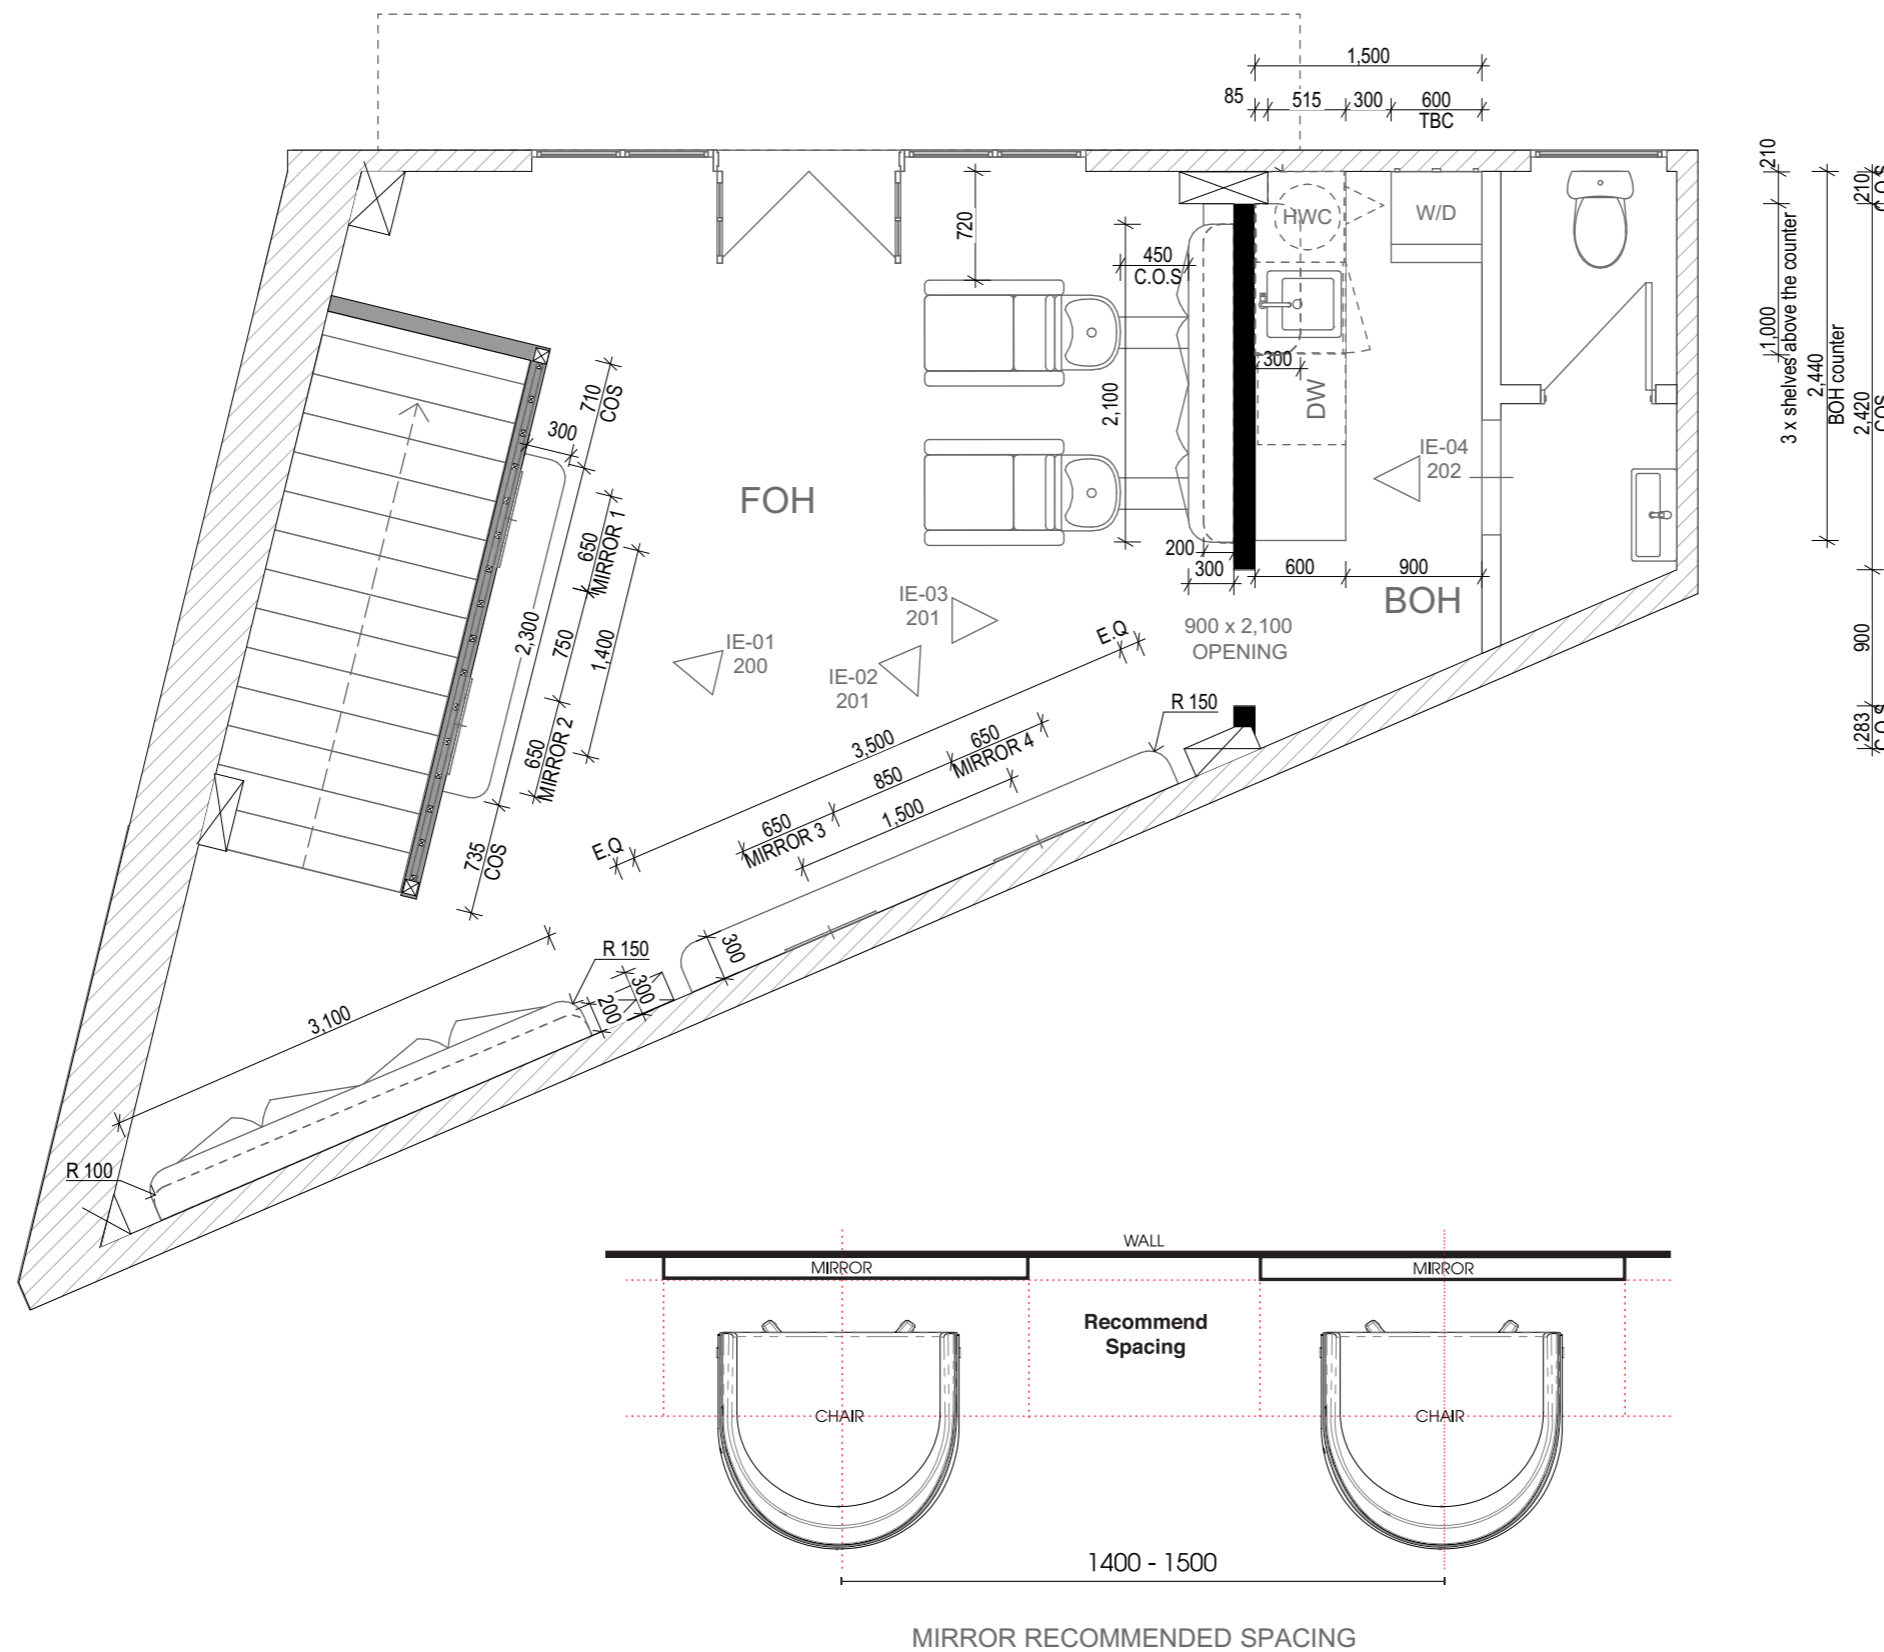 1,500
85
515
300
600
TBC
210
210
C.O.S
HWC
W/D
720
450
C.O.S
1,000
3 x shelves above the counter
2,440
BOH counter
2,420
COS
300
DW
2,100
710
COS
300
IE-04
202
FOH
650
MIRROR 1
200
300
600
900
BOH
2,300
750
1,400
IE-03
201
E.Q
900 x 2,100
OPENING
900
IE-01
200
IE-02
201
R 150
283
C.O.S
650
MIRROR 2
3,500
650
MIRROR 4
850
1,500
650
MIRROR 3
E.Q
735
COS
300
R 150
300
200
3,100
R 100
WALL
MIRROR
MIRROR
Recommend
Spacing
CHAIR
CHAIR
1400 - 1500
MIRROR RECOMMENDED SPACING